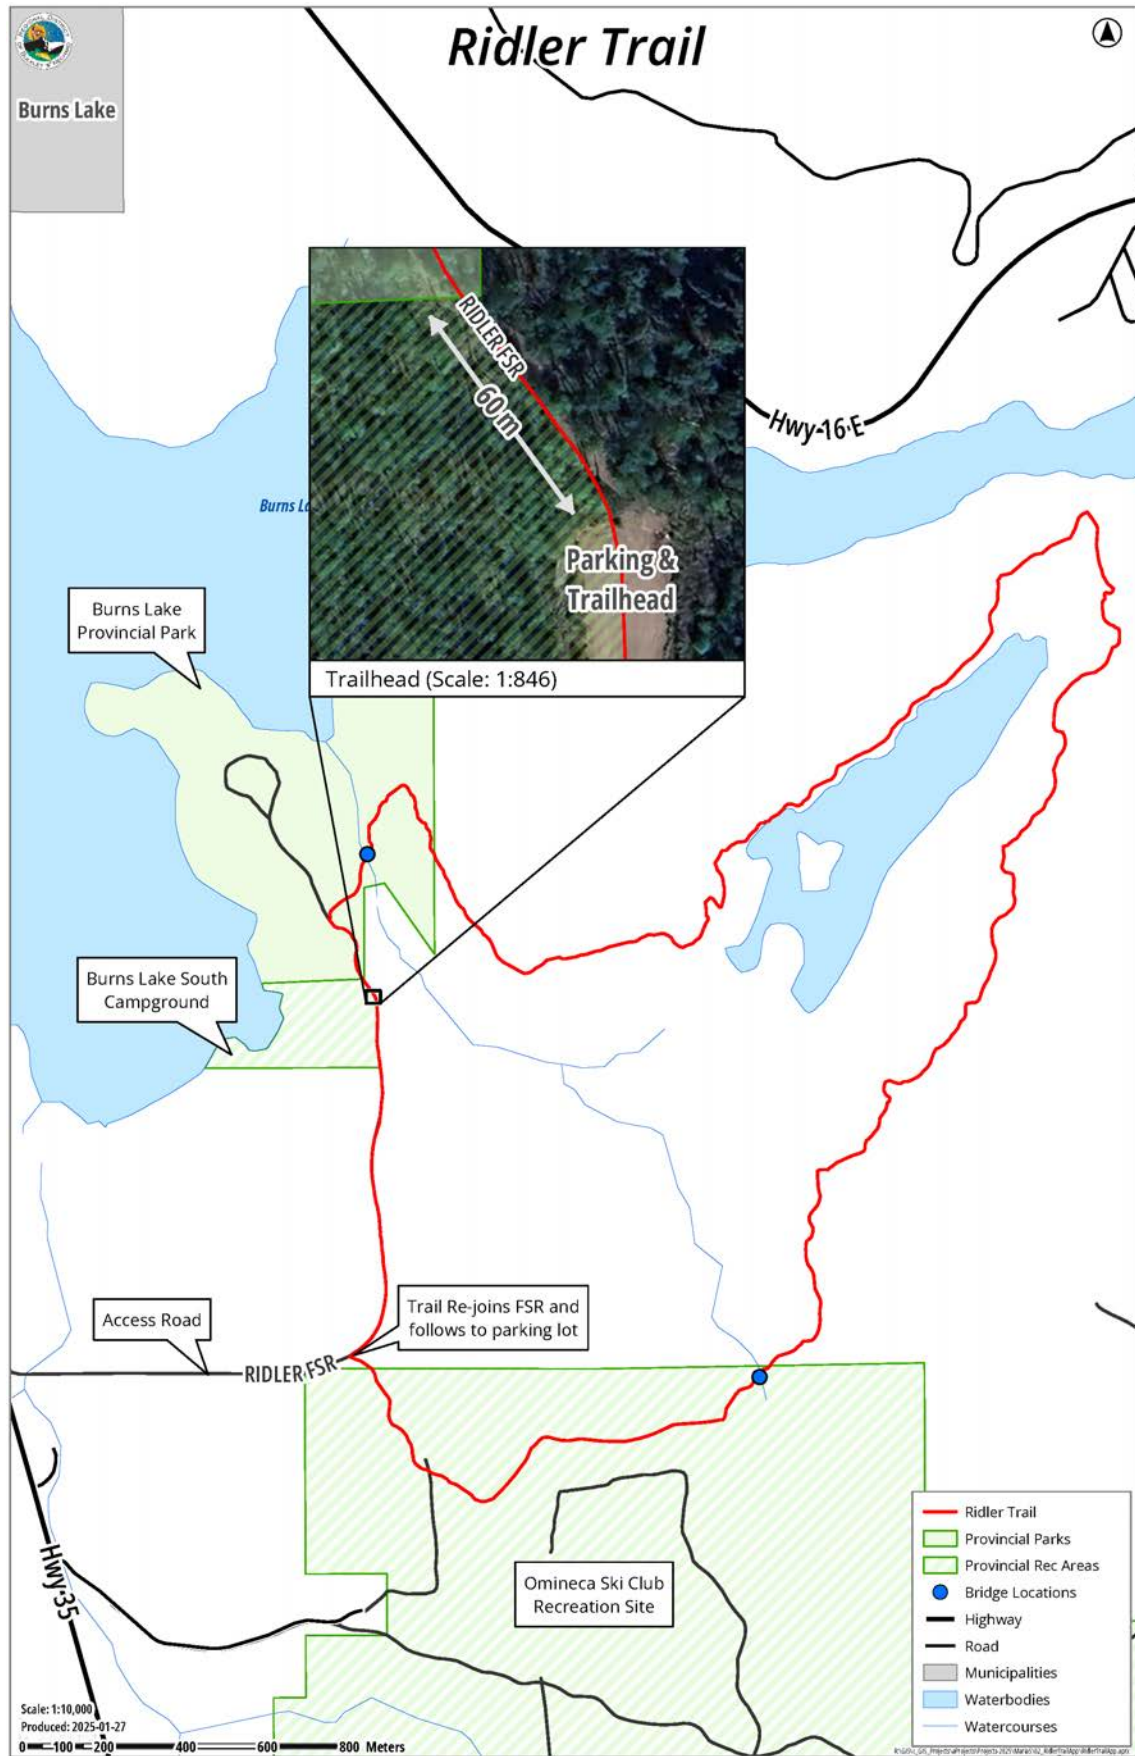 Ridler Trail
Burns Lake
RIDLER FSR
60 m
Hwy-16 E
Parking &
Trailhead
Trailhead (Scale: 1:846)
Burns
Burns Lake
Provincial Park
Burns Lake South
Campground
Access Road
Trail Re-joins FSR and
follows to parking lot
RIDLER FSR
Hwy-35
Omineca Ski Club
Recreation Site
Ridler Trail
Provincial Parks
Provincial Rec Areas
Bridge Locations
Highway
Road
Municipalities
Waterbodies
Watercourses
Scale: 1:10,000
Produced: 2025-01-27
0 100 200 400 600 800 Meters